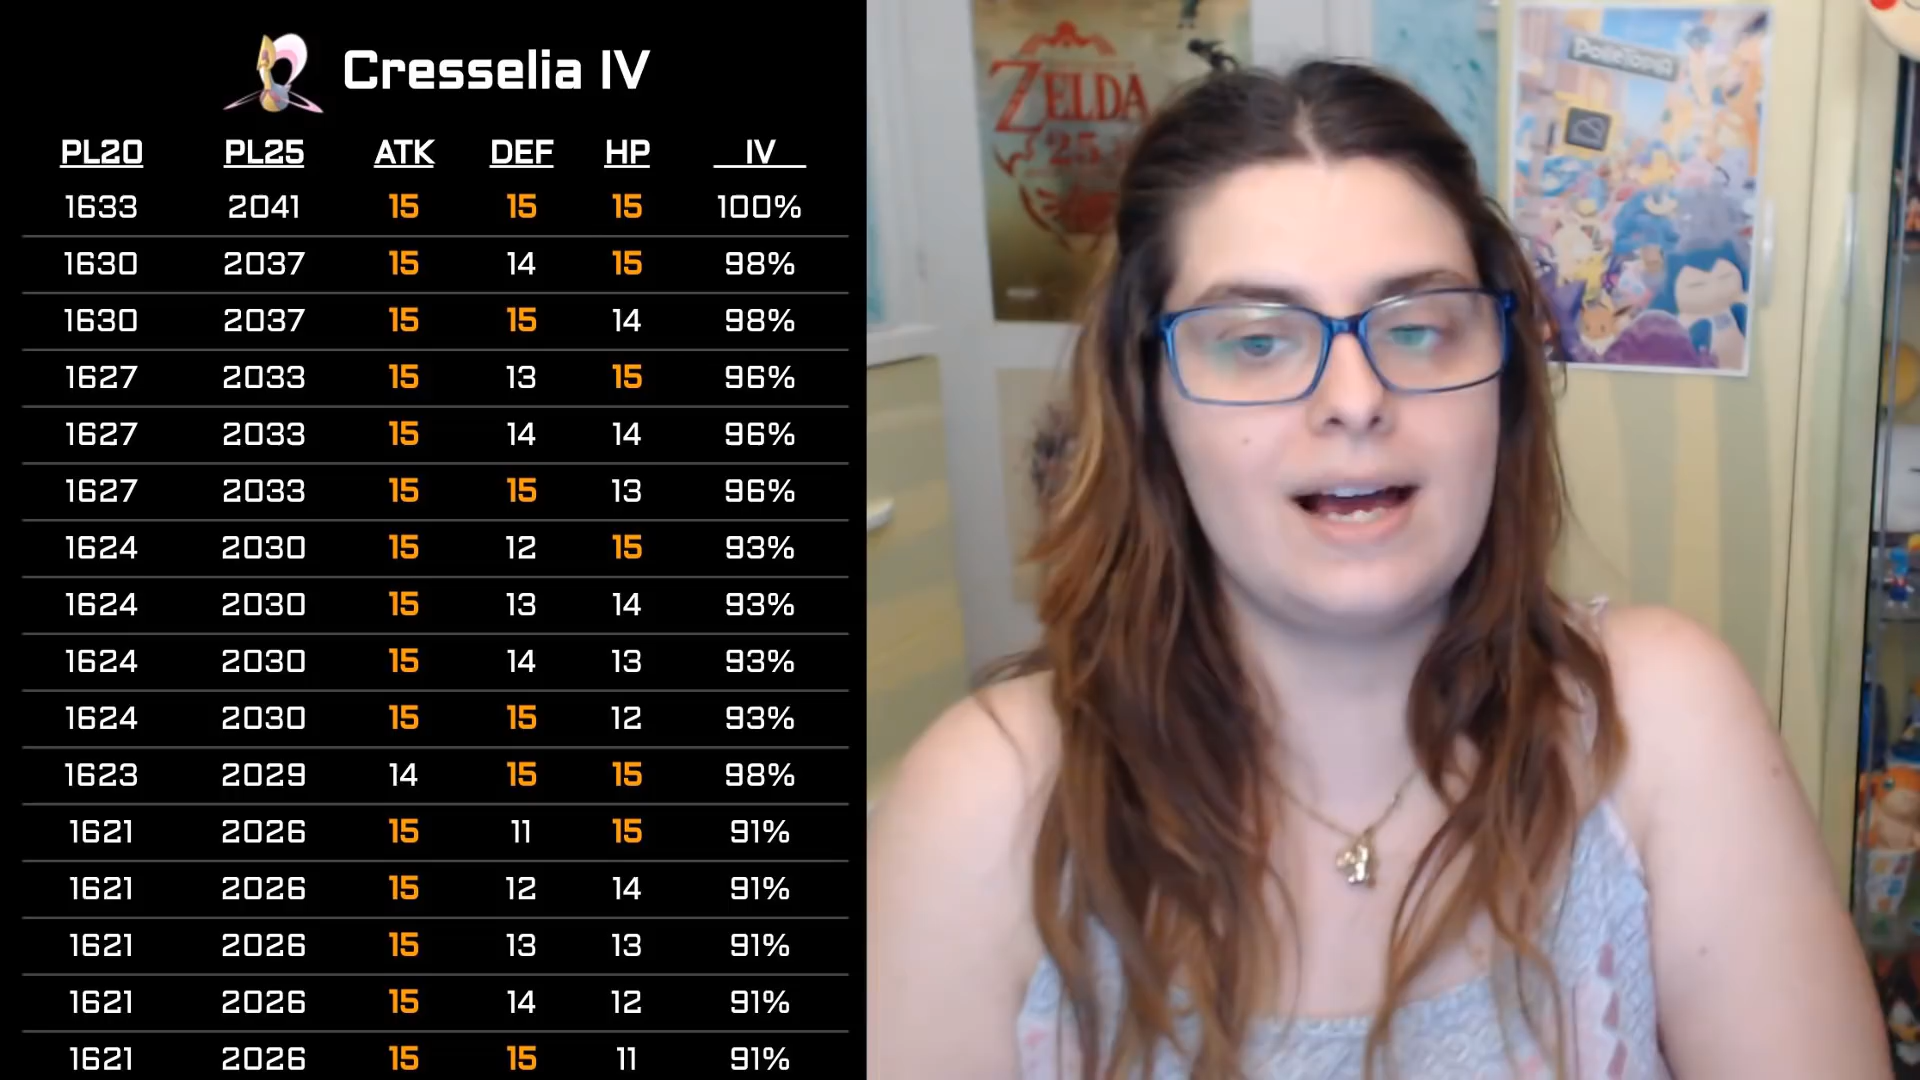 Cresselia IV
PL20 PL25 ATK DEF HP IV
1633 2041 15 15 15 100%
1630 2037 15 14 15 98%
1630 2037 15 15 14 98%
1627 2033 15 13 15 96%
1627 2033 15 14 14 96%
1627 2033 15 15 13 96%
1624 2030 15 12 15 93%
1624 2030 15 13 14 93%
1624 2030 15 14 13 93%
1624 2030 15 15 12 93%
1623 2029 14 15 15 98%
1621 2026 15 11 15 91%
1621 2026 15 12 14 91%
1621 2026 15 13 13 91%
1621 2026 15 14 12 91%
1621 2026 15 15 11 91%
ZELDA
25